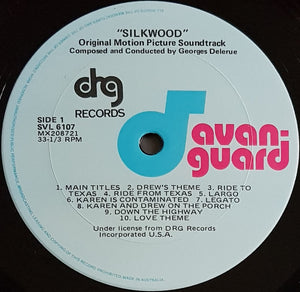 "SILKWOOD"
Original Motion Picture Soundtrack
Composed and Conducted by Georges Delerue
drg
RECORDS
SIDE 1
SVL 6107
MX208721
33-1/3 RPM
avan-
guard
1. MAIN TITLES 2. DREW'S THEME 3. RIDE TO
TEXAS 4. RIDE FROM TEXAS 5. LARGO
6. KAREN IS CONTAMINATED 7. LEGATO
8. KAREN AND DREW ON THE PORCH
9. DOWN THE HIGHWAY
10. LOVE THEME
Under license from DRG Records
Incorporated U.S.A.
MADE IN AUSTRALIA